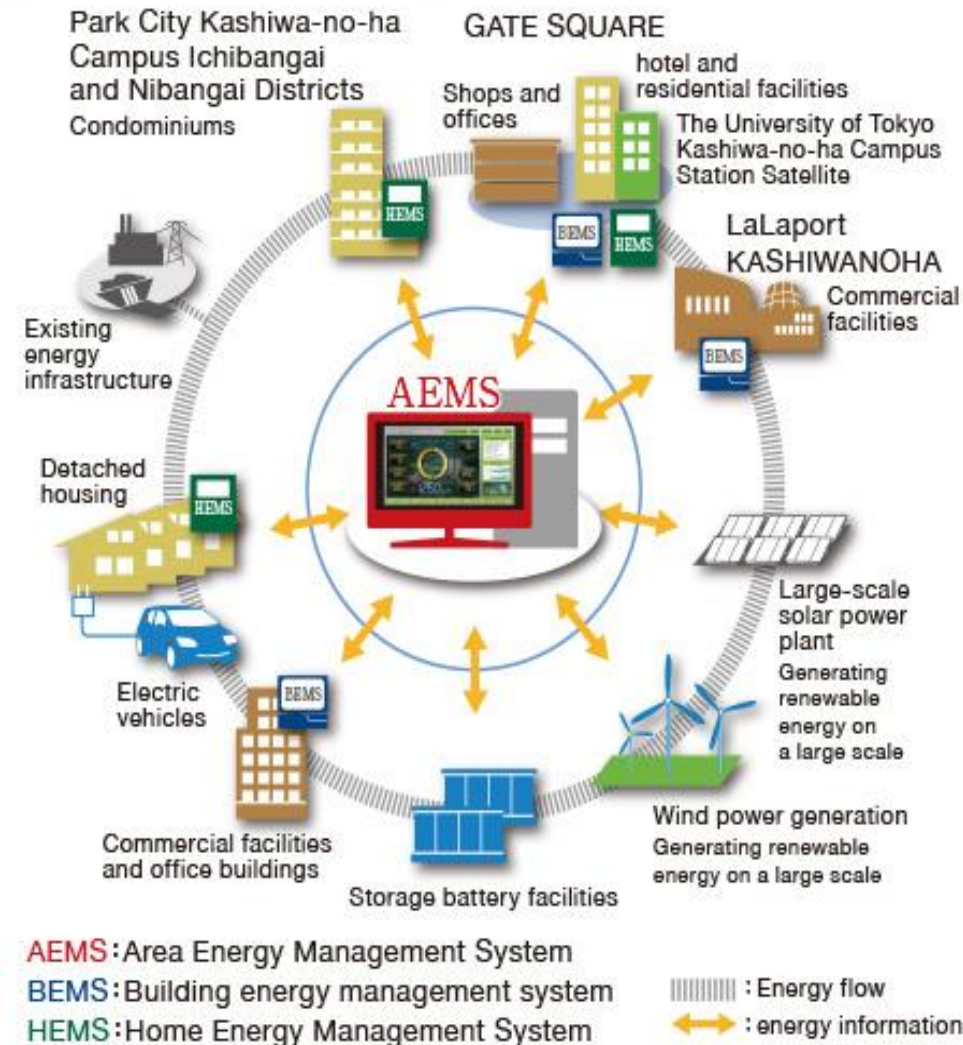 Park City Kashiwa-no-ha
Campus Ichibangai
and Nibangai Districts
Condominiums
GATE SQUARE
Shops and
offices
hotel and
residential facilities
The University of Tokyo
Kashiwa-no-ha Campus
Station Satellite
HEMS
BEMS
HEMS
LaLaport
KASHIWANOHA
Commercial
facilities
BEMS
Existing
energy
infrastructure
AEMS
Detached
housing
HEMS
Large-scale
solar power
plant
Generating
renewable
energy on
a large scale
Electric
vehicles
BEMS
Wind power generation
Generating renewable
energy on a large scale
Commercial facilities
and office buildings
Storage battery facilities
AEMS:Area Energy Management System
BEMS:Building energy management system
HEMS:Home Energy Management System
:Energy flow
:energy information